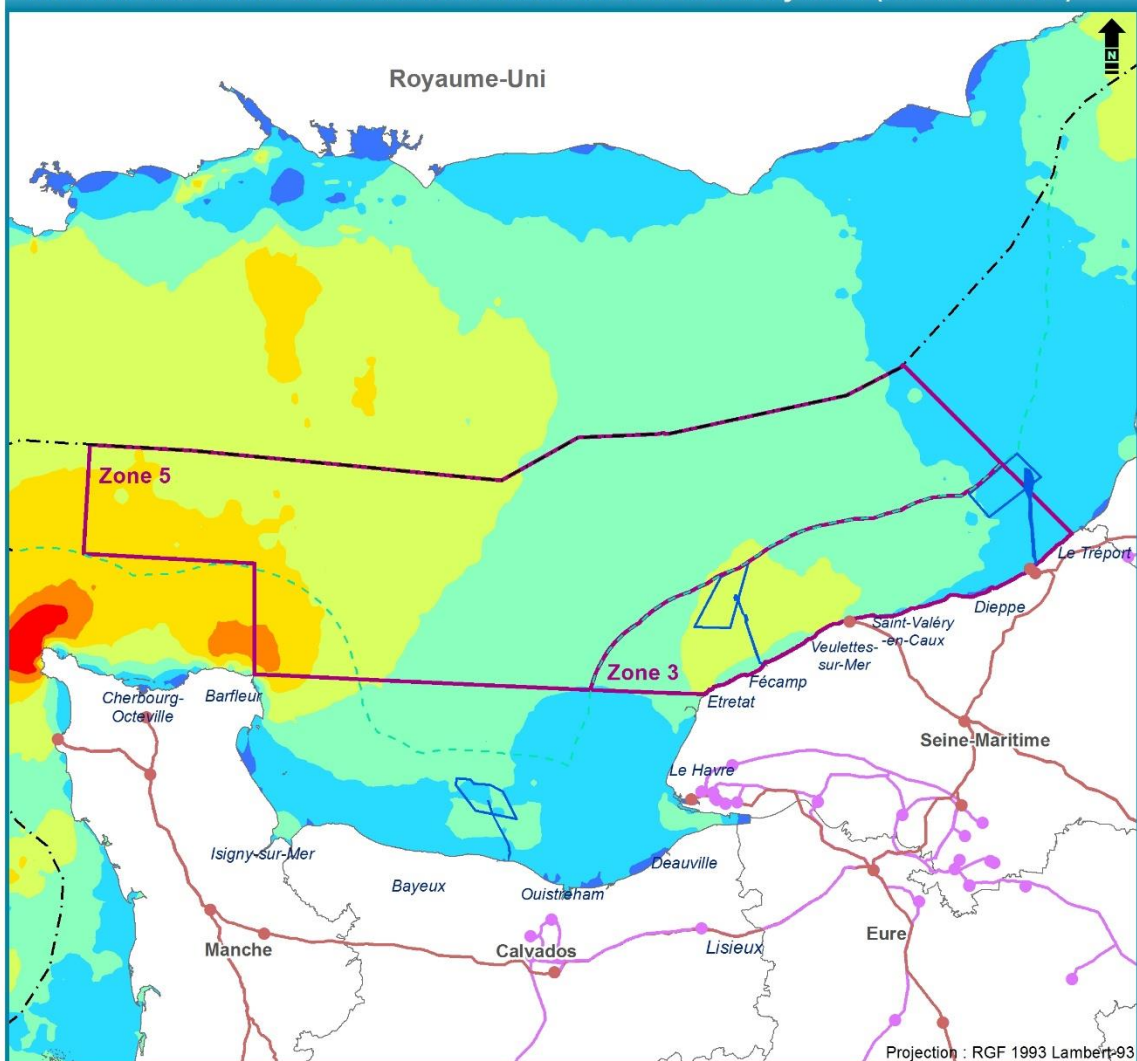 N
Royaume-Uni
Zone 5
Le Tréport
Dieppe
Saint-Valéry
-en-Caux
Veulettes-
sur-Mer
Zone 3
Fécamp
Etretat
Cherbourg-
Octeville
Barfleur
Seine-Maritime
Le Havre
Isigny-sur-Mer
Deauville
Bayeux
Ouistreham
Manche
Calvados
Lisieux
Eure
Projection : RGF 1993 Lambert-93